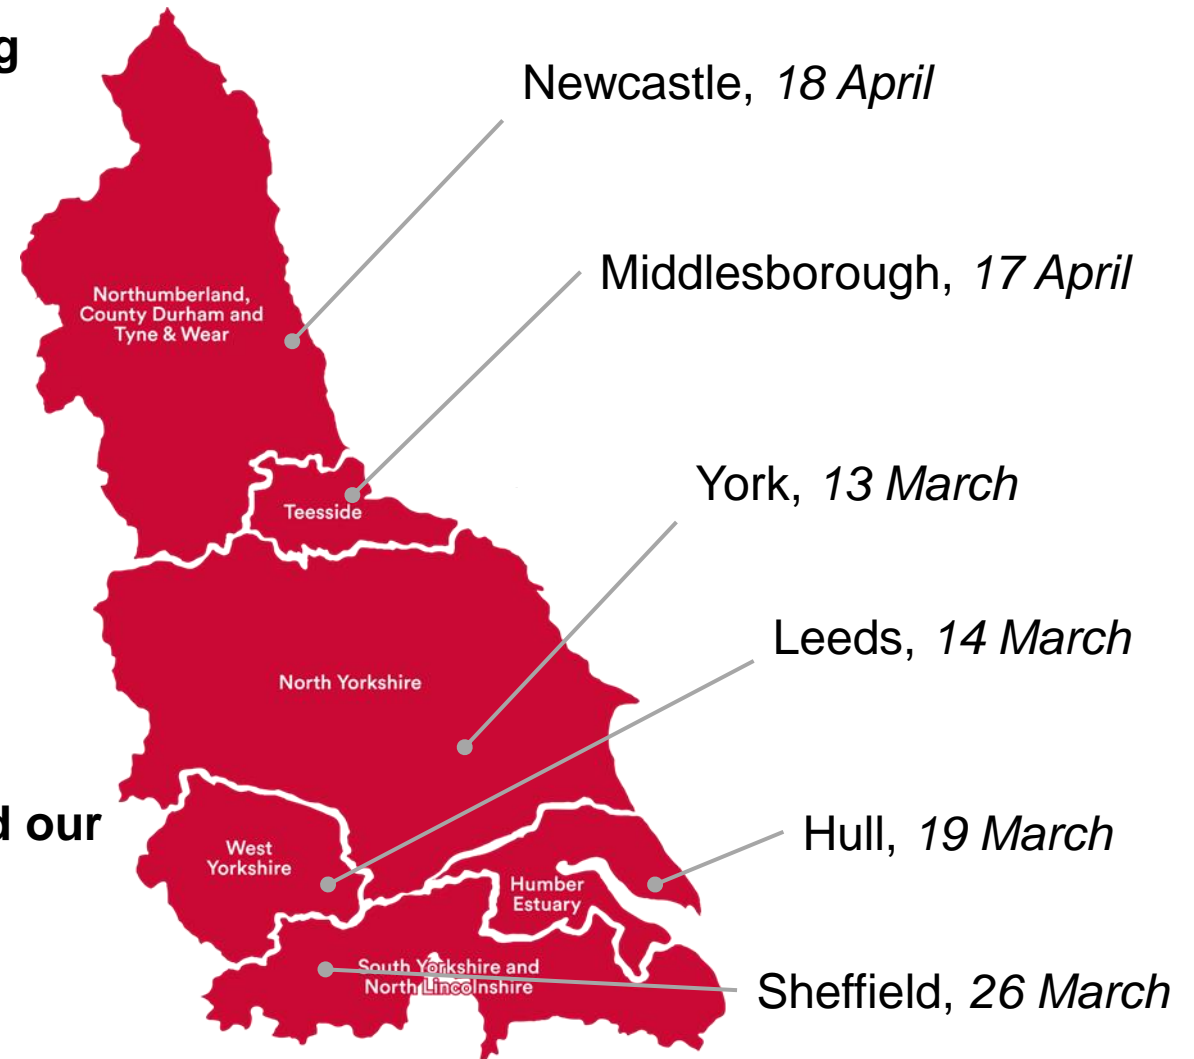 g
Newcastle, 18 April
Middlesborough, 17 April
Northumberland,
County Durham and
Tyne & Wear
York, 13 March
Teesside
Leeds, 14 March
North Yorkshire
d our
Hull, 19 March
West
Yorkshire
Humber
Estuary
South Yorkshire and
North Lincolnshire
Sheffield, 26 March